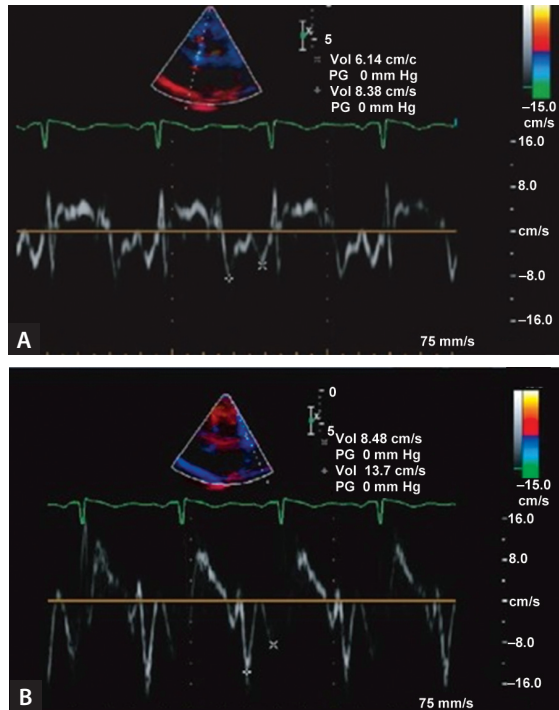 5
Vol 6.14 cm/c
PG 0 mm Hg
Vol 8.38 cm/s
PG 0 mm Hg
–15.0
cm/s
16.0
8.0
cm/s
–8.0
–16.0
75 mm/s
A
0
5
Vol 8.48 cm/s
PG 0 mm Hg
Vol 13.7 cm/s
PG 0 mm Hg
–15.0
cm/s
16.0
8.0
cm/s
–8.0
–16.0
75 mm/s
B